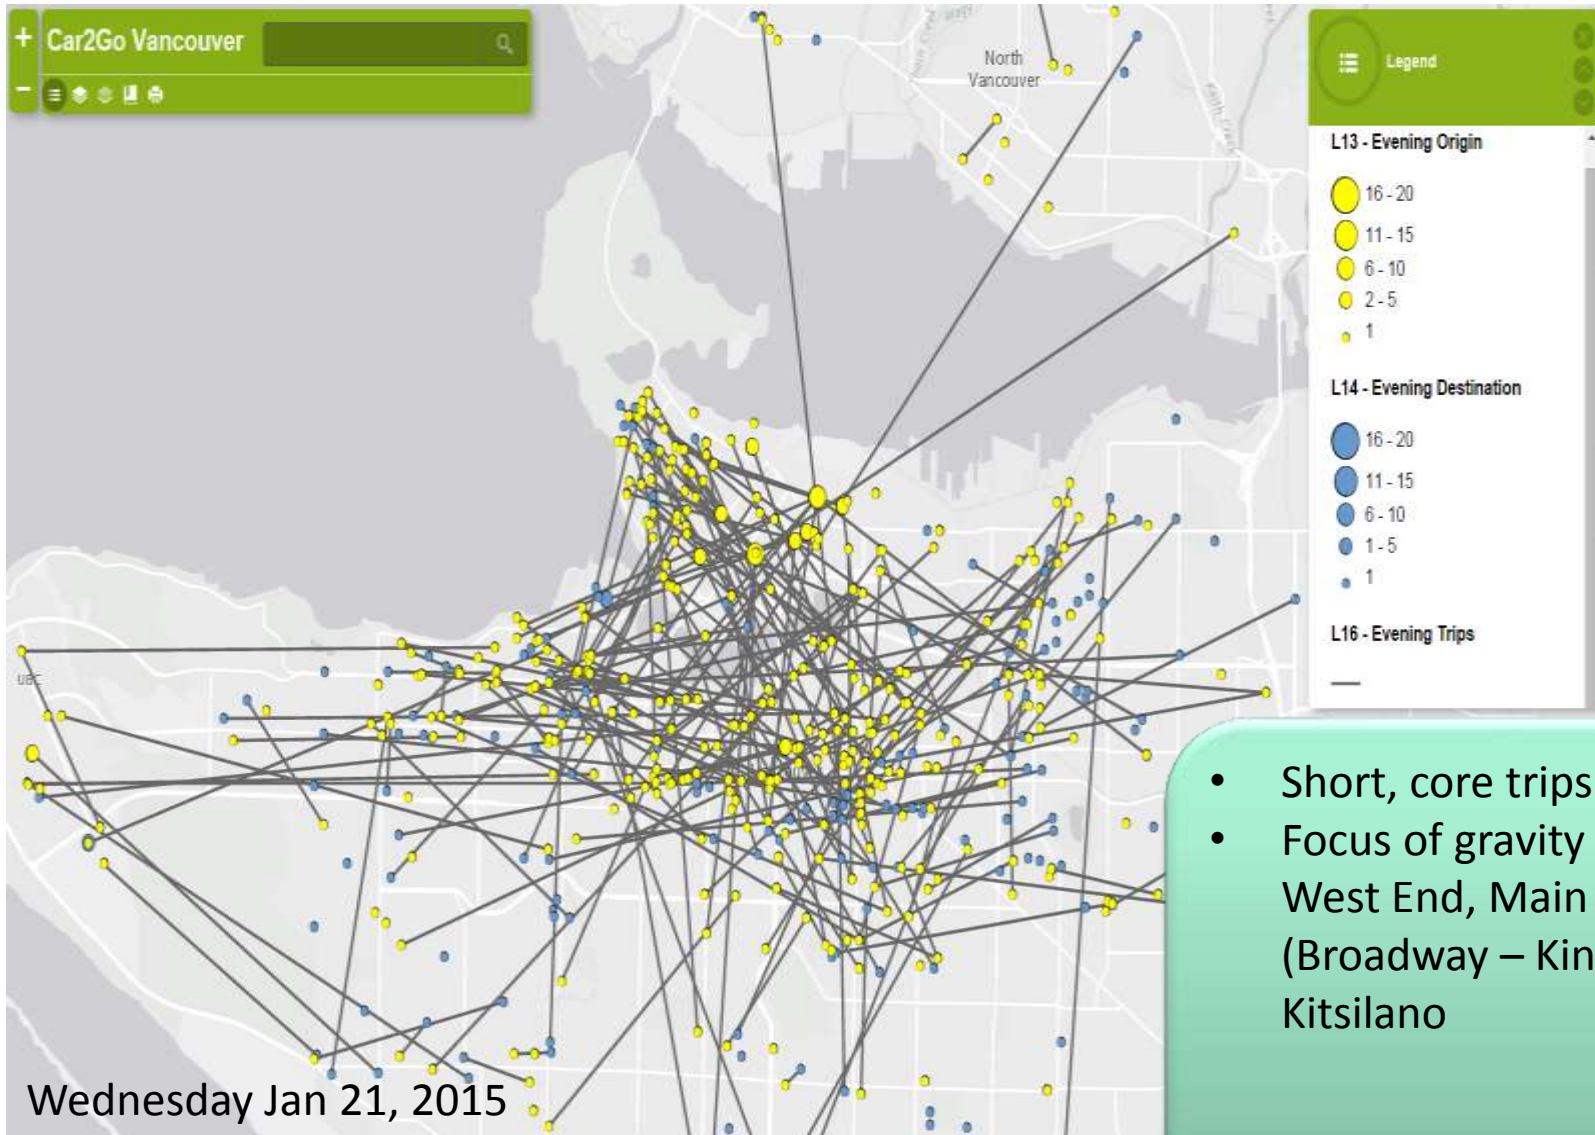 Car2Go Vancouver
North
Vancouver
UBC
Legend
L13 - Evening Origin
16 - 20
11 - 15
6 - 10
2 - 5
1
L14 - Evening Destination
16 - 20
11 - 15
6 - 10
1 - 5
1
L16 - Evening Trips
• Short, core trips
• Focus of gravity
West End, Main
(Broadway – Kin
Kitsilano
Wednesday Jan 21, 2015